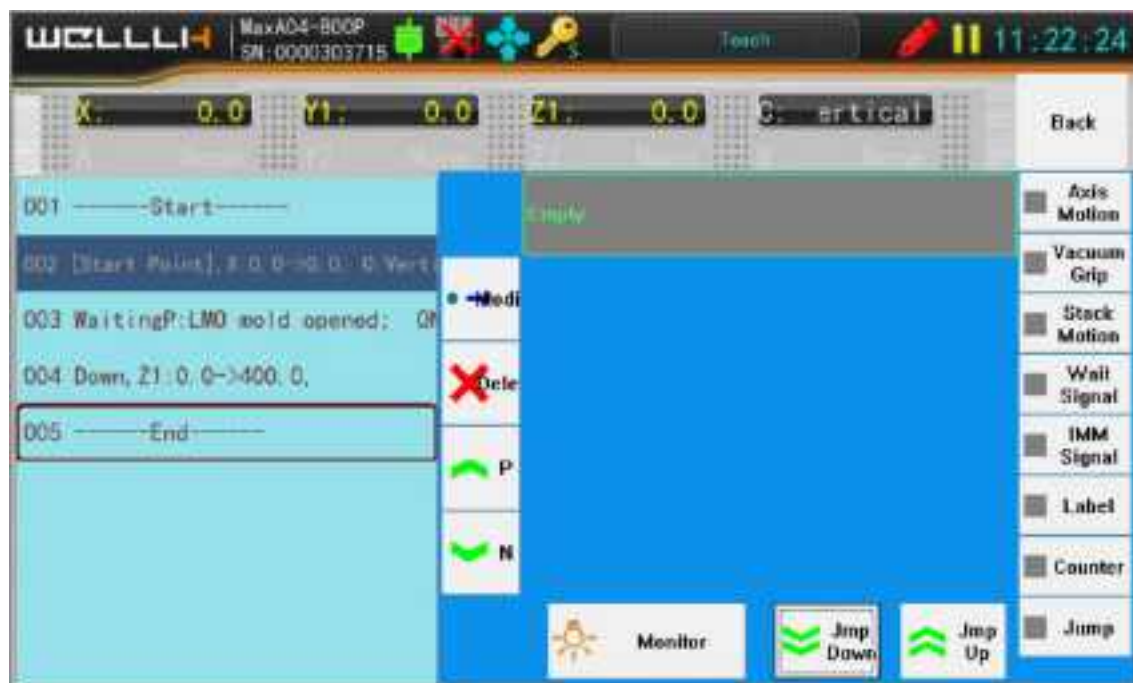 WELLLIH
MaxA04-800P
SN:0000303715
S
Teach
11:22:24
X: 0.0
Y1: 0.0
Z1: 0.0
C: ertical
Back
001 ------Start------
002 [Start Point], X:0.0->0.0, C:Verti
003 WaitingP:LMO mold opened; ON
004 Down, Z1:0.0->400.0,
005 ------End------
Modi
Dele
P
N
Empty
Monitor
Jmp
Down
Jmp
Up
Axis
Motion
Vacuum
Grip
Stack
Motion
Wait
Signal
IMM
Signal
Label
Counter
Jump